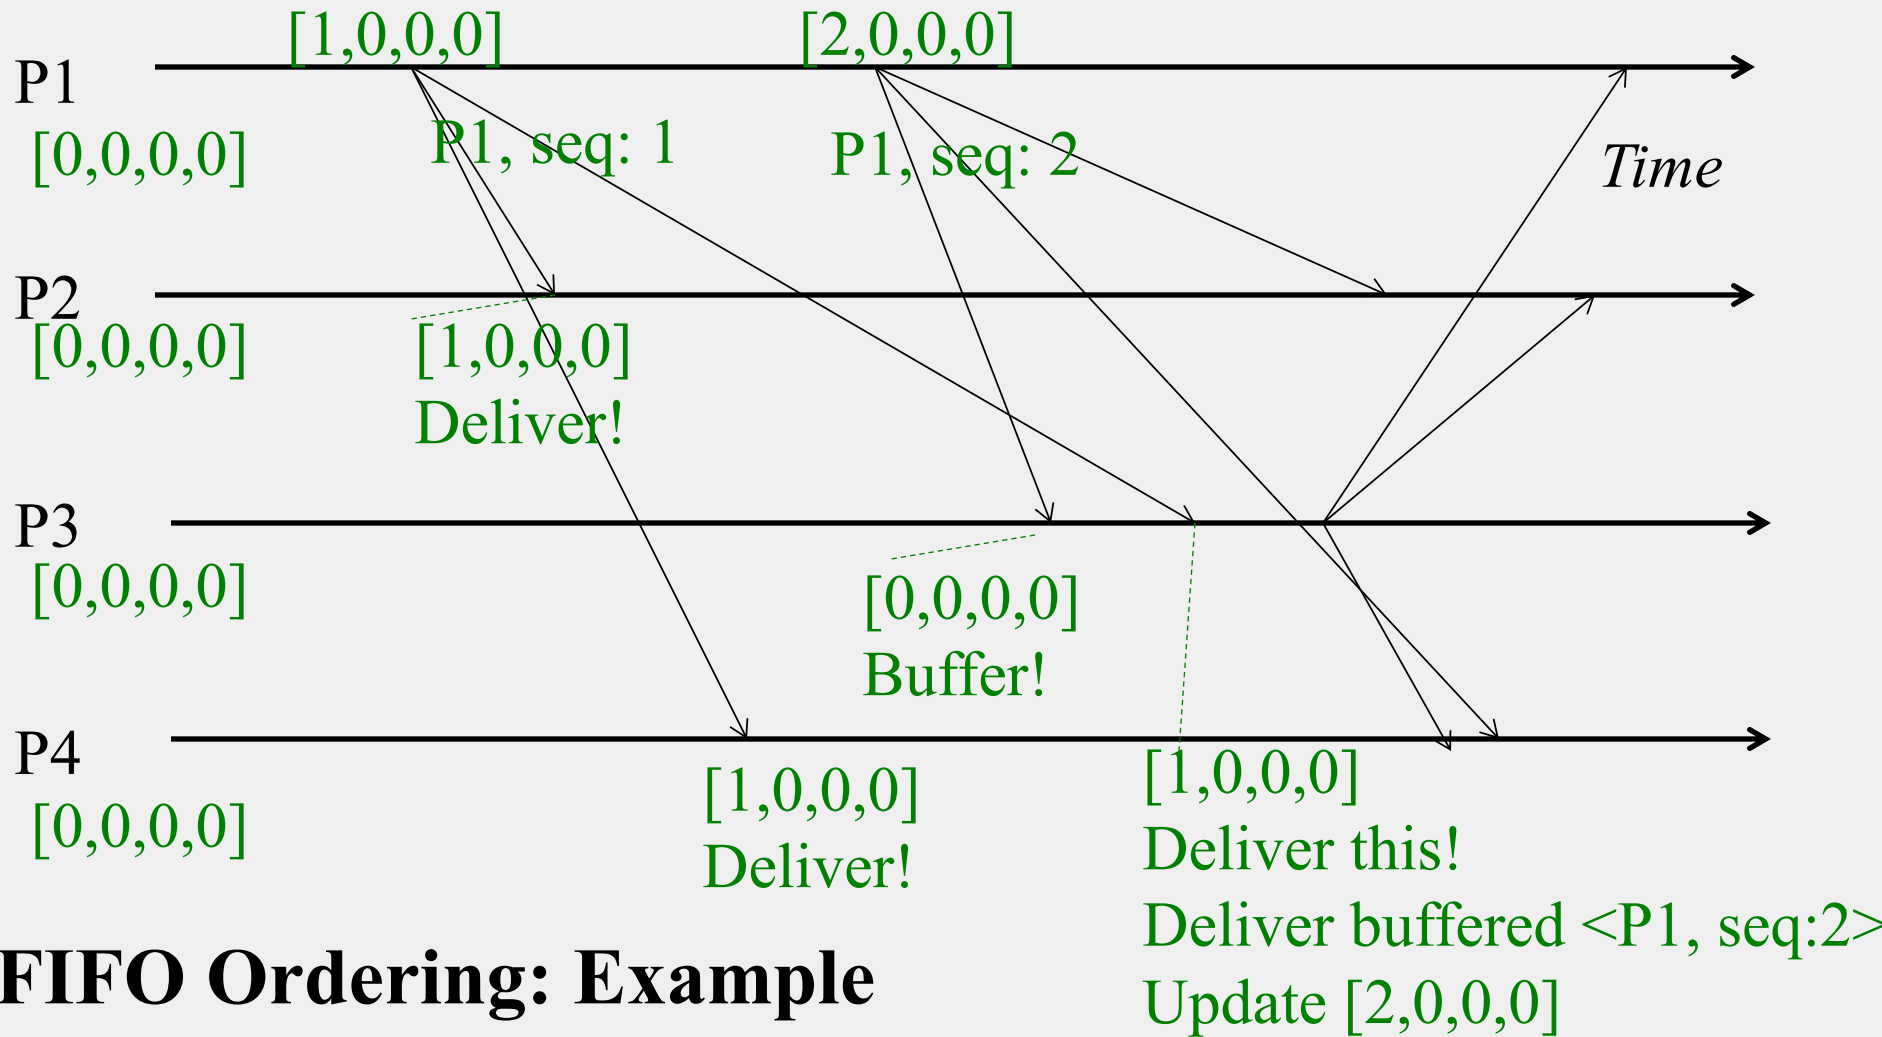 [1,0,0,0]
[2,0,0,0]
P1
[0,0,0,0]
P1, seq: 1
P1, seq: 2
Time
P2
[0,0,0,0]
[1,0,0,0]
Deliver!
P3
[0,0,0,0]
[0,0,0,0]
Buffer!
P4
[0,0,0,0]
[1,0,0,0]
Deliver!
[1,0,0,0]
Deliver this!
Deliver buffered <P1, seq:2>
Update [2,0,0,0]
FIFO Ordering: Example